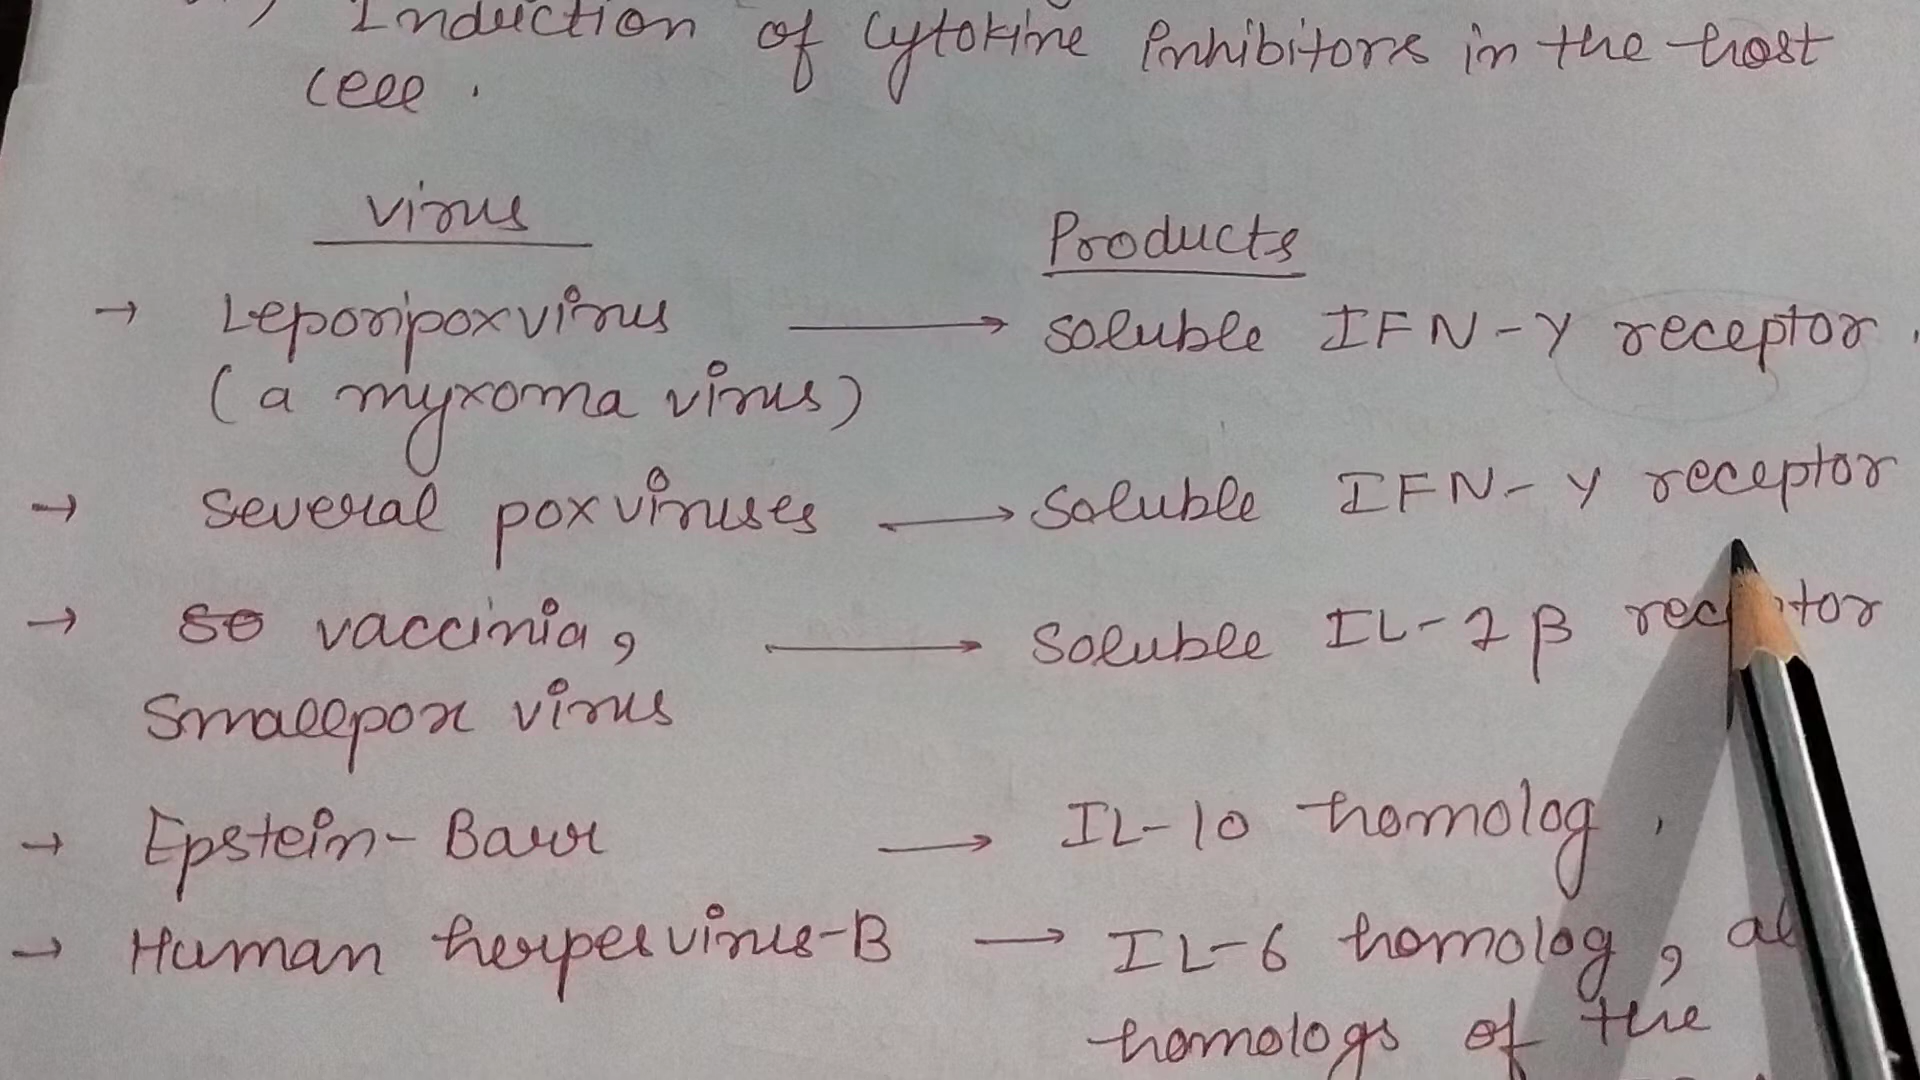 Induction of Cytokine Inhibitors in the host
cell.
Virus
Products
→ Leporipoxvirus → soluble IFN-γ receptor.
(a myxoma virus)
→ Several poxviruses → Soluble IFN-γ receptor
→ vaccinia, → Soluble IL-1β receptor
Smallpox virus
→ Epstein-Barr → IL-10 homolog.
→ Human herpesvirus-B → IL-6 homolog,
homologs of the